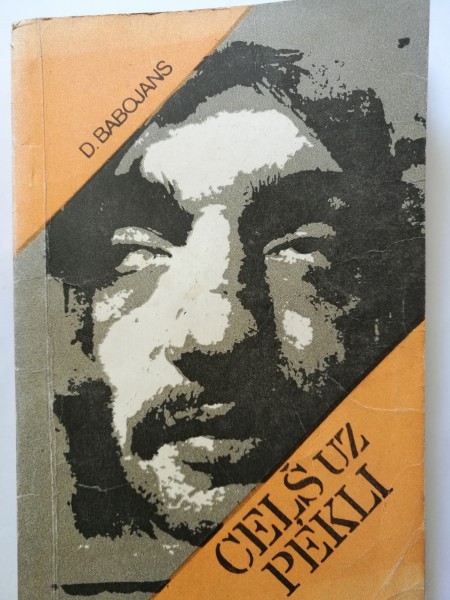 D. BABOJANS
CEĻŠ UZ
PEKLI